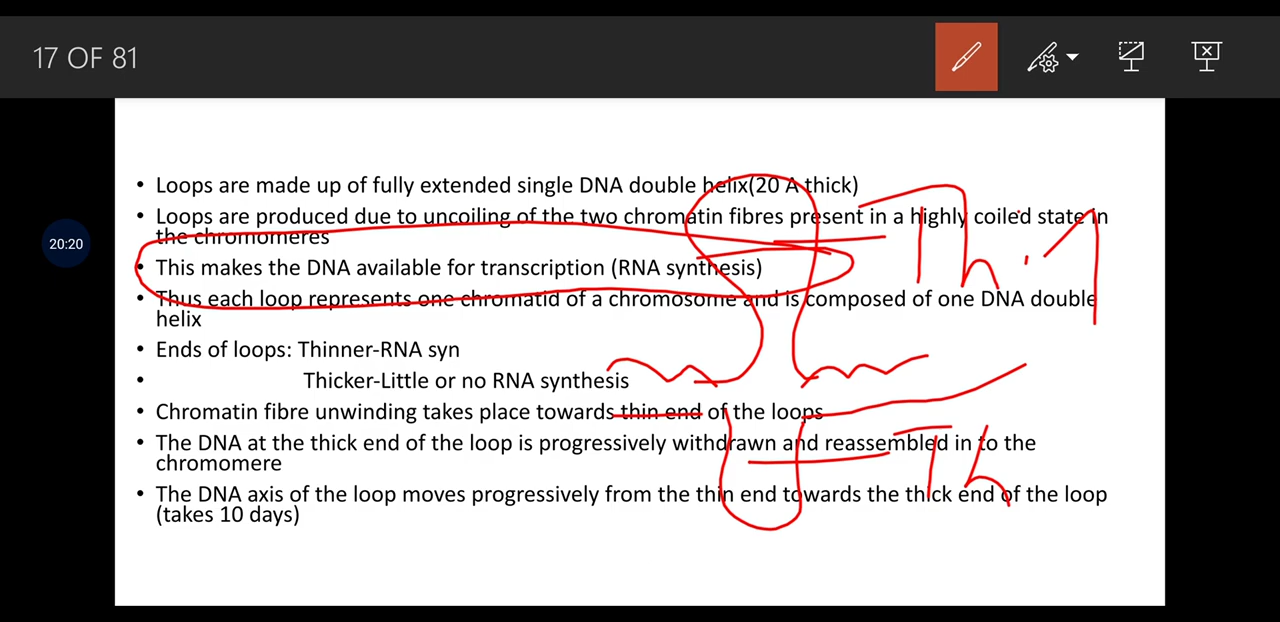 17 OF 81
20:20
• Loops are made up of fully extended single DNA double helix(20 A thick)
• Loops are produced due to uncoiling of the two chromatin fibres present in a highly coiled state in
the chromomeres
• This makes the DNA available for transcription (RNA synthesis)
• Thus each loop represents one chromatid of a chromosome and is composed of one DNA double
helix
• Ends of loops: Thinner-RNA syn
• Thicker-Little or no RNA synthesis
• Chromatin fibre unwinding takes place towards thin end of the loops
• The DNA at the thick end of the loop is progressively withdrawn and reassembled in to the
chromomere
• The DNA axis of the loop moves progressively from the thin end towards the thick end of the loop
(takes 10 days)
Th